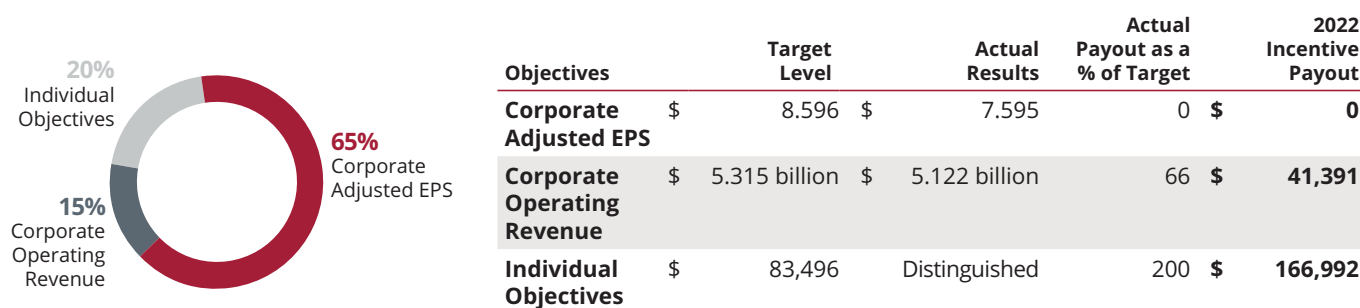 20%
Individual
Objectives
65%
Corporate
Adjusted EPS
15%
Corporate
Operating
Revenue
Objectives Target Level Actual Results Actual Payout as a % of Target 2022 Incentive Payout
Corporate Adjusted EPS $ 8.596 $ 7.595 0 $ 0
Corporate Operating Revenue $ 5.315 billion $ 5.122 billion 66 $ 41,391
Individual Objectives $ 83,496 Distinguished 200 $ 166,992